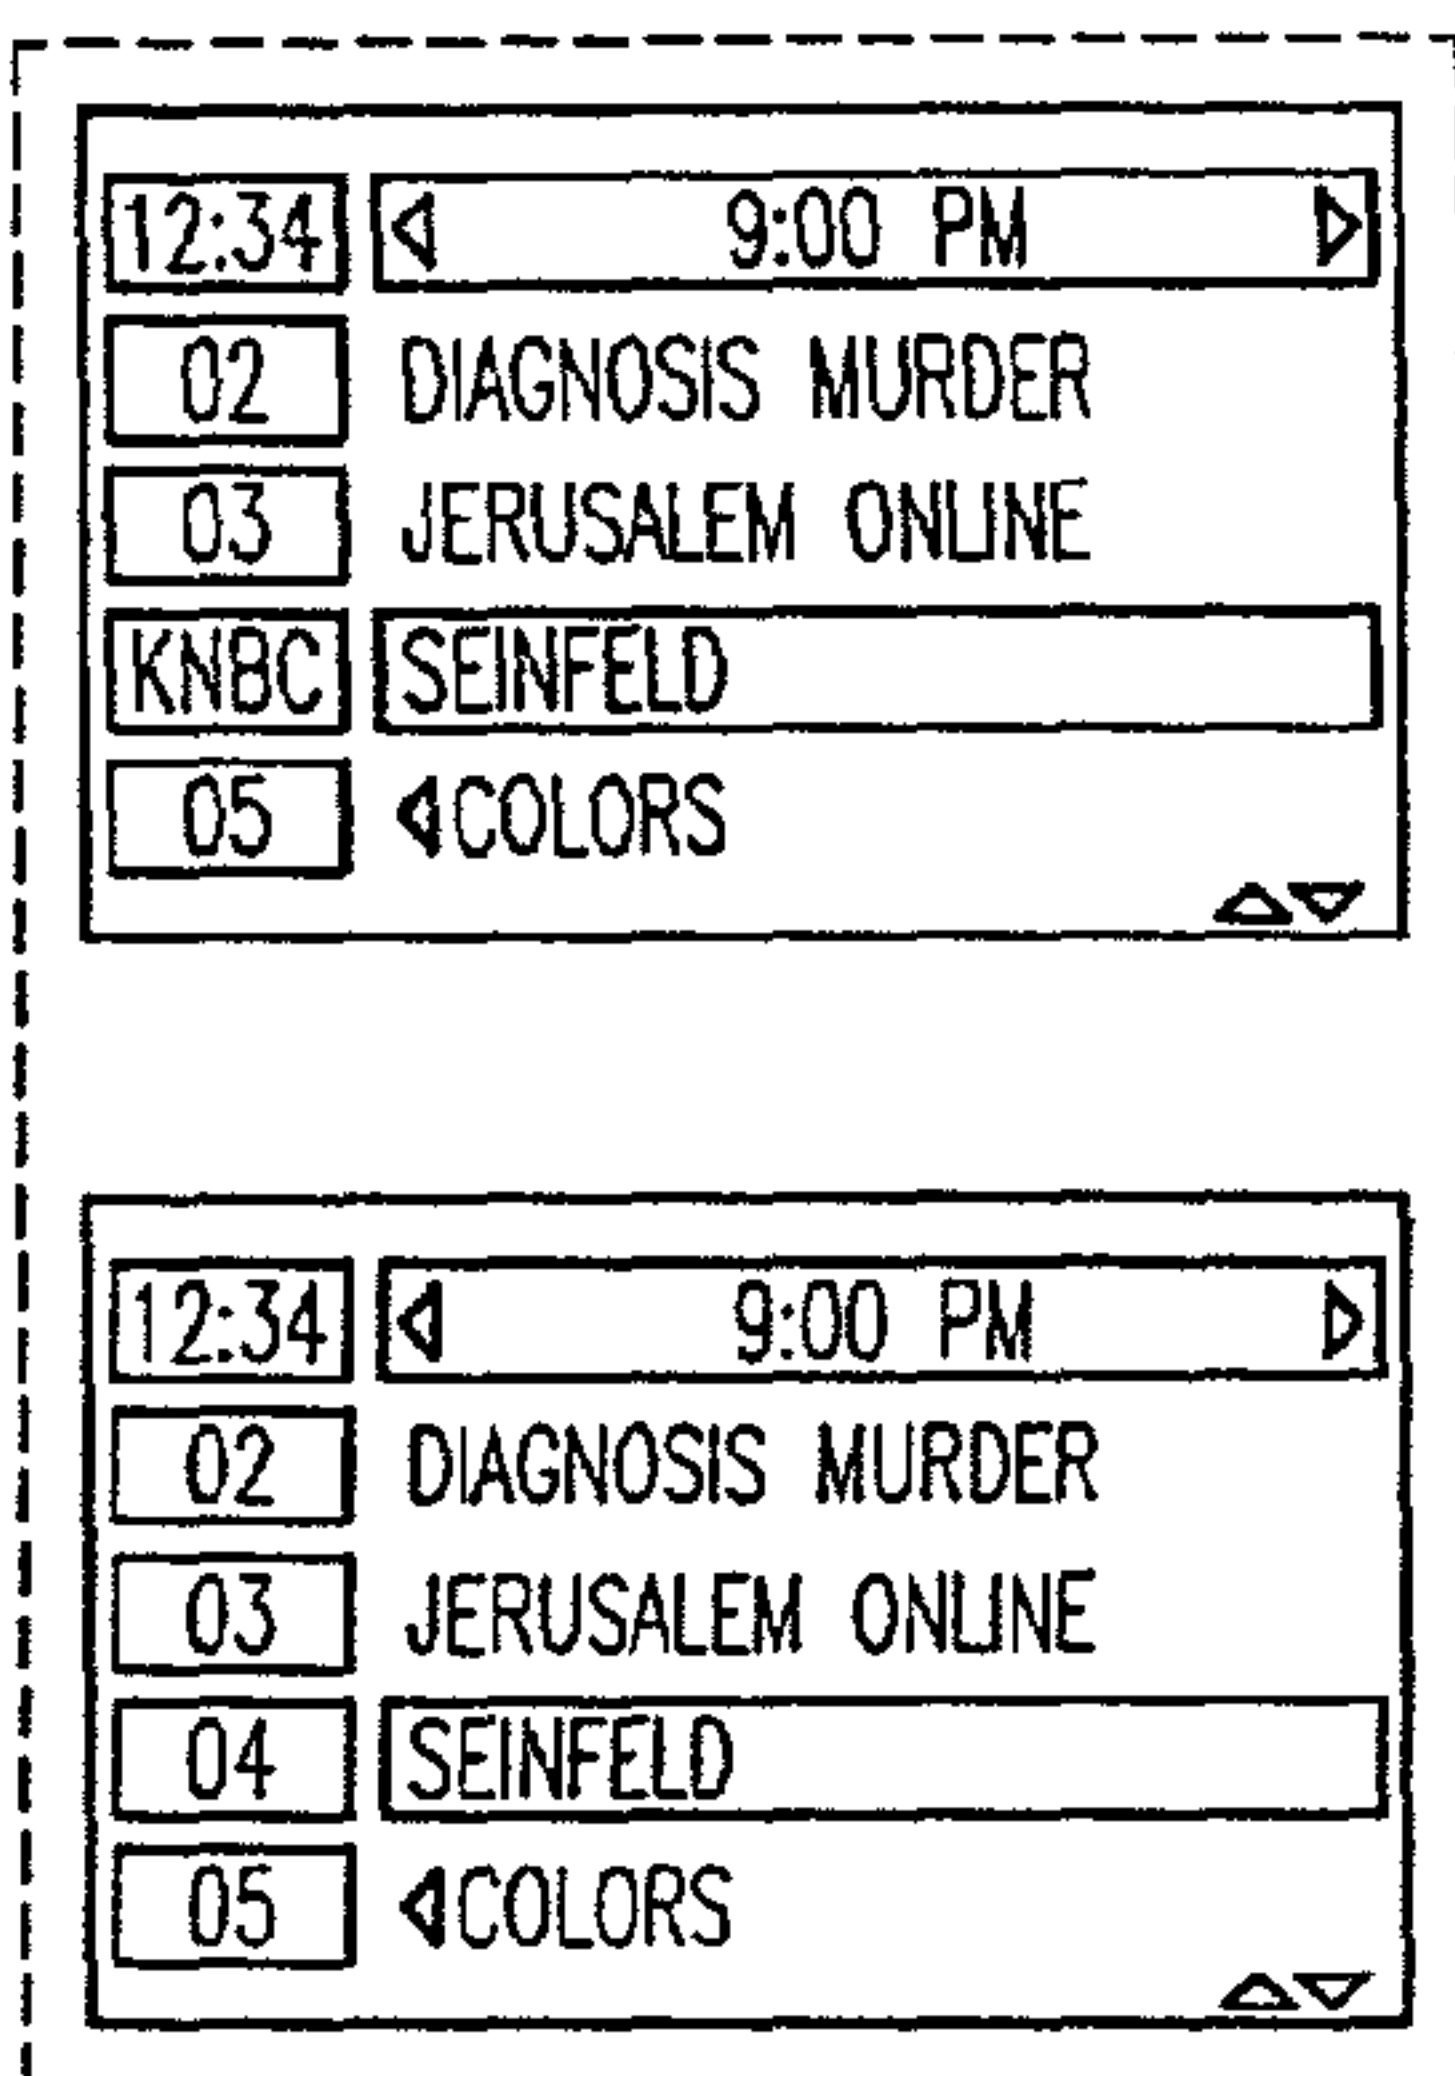 12:34 9:00 PM
02 DIAGNOSIS MURDER
03 JERUSALEM ONLINE
KNBC SEINFELD
05 COLORS
12:34 9:00 PM
02 DIAGNOSIS MURDER
03 JERUSALEM ONLINE
04 SEINFELD
05 COLORS